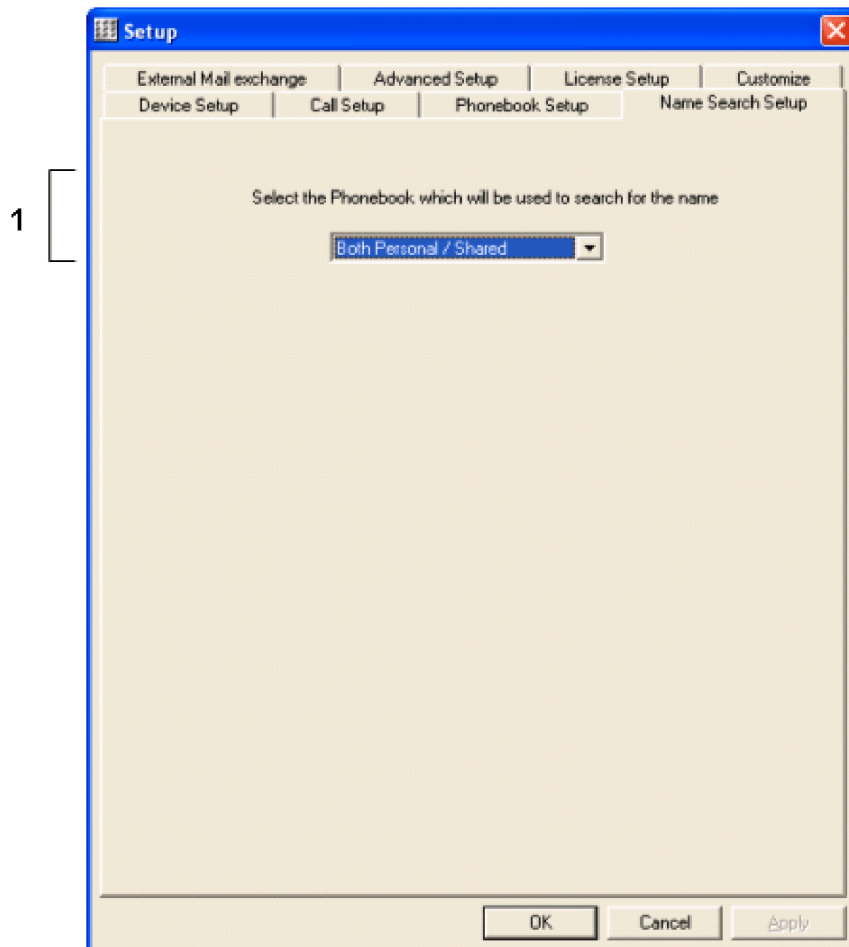 Setup
External Mail exchange Advanced Setup License Setup Customize
Device Setup Call Setup Phonebook Setup Name Search Setup
1
Select the Phonebook which will be used to search for the name
Both Personal / Shared
OK Cancel Apply